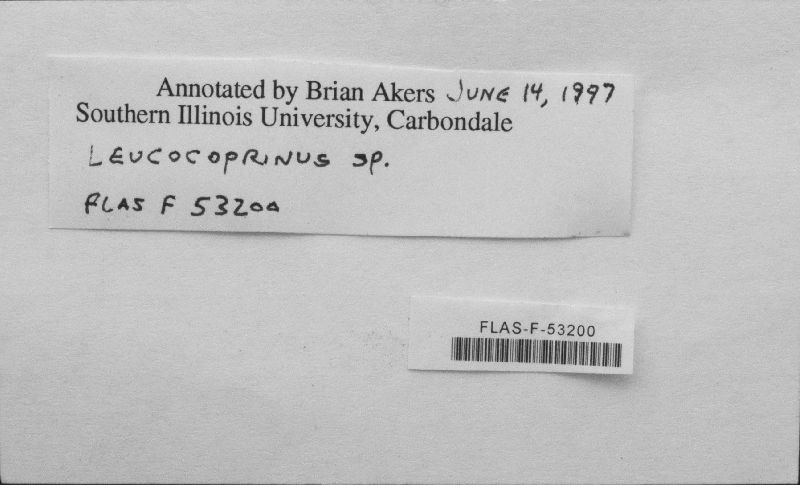 Annotated by Brian Akers JUNE 14, 1997
Southern Illinois University, Carbondale
LEUCOCOPRINUS sp.
FLAS F 53200
FLAS-F-53200